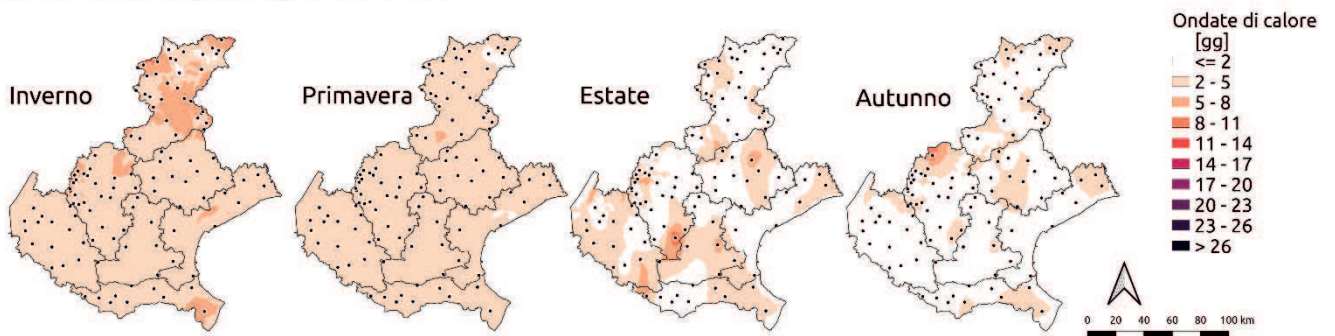 Inverno
Primavera
Estate
Autunno
Ondate di calore
[gg]
<= 2
2 - 5
5 - 8
8 - 11
11 - 14
14 - 17
17 - 20
20 - 23
23 - 26
> 26
0 20 40 60 80 100 km